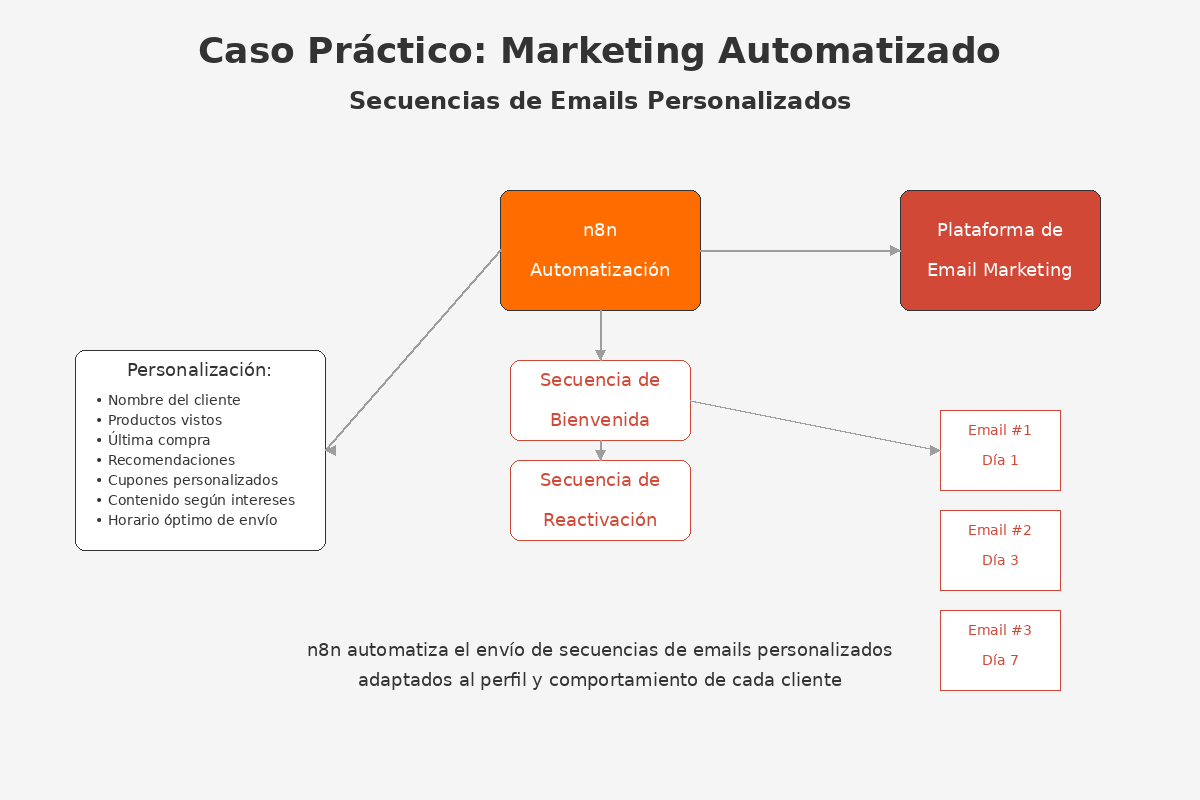 Caso Práctico: Marketing Automatizado
Secuencias de Emails Personalizados
n8n
Automatización
Plataforma de
Email Marketing
Personalización:
• Nombre del cliente
• Productos vistos
• Última compra
• Recomendaciones
• Cupones personalizados
• Contenido según intereses
• Horario óptimo de envío
Secuencia de
Bienvenida
Secuencia de
Reactivación
Email #1
Día 1
Email #2
Día 3
Email #3
Día 7
n8n automatiza el envío de secuencias de emails personalizados
adaptados al perfil y comportamiento de cada cliente